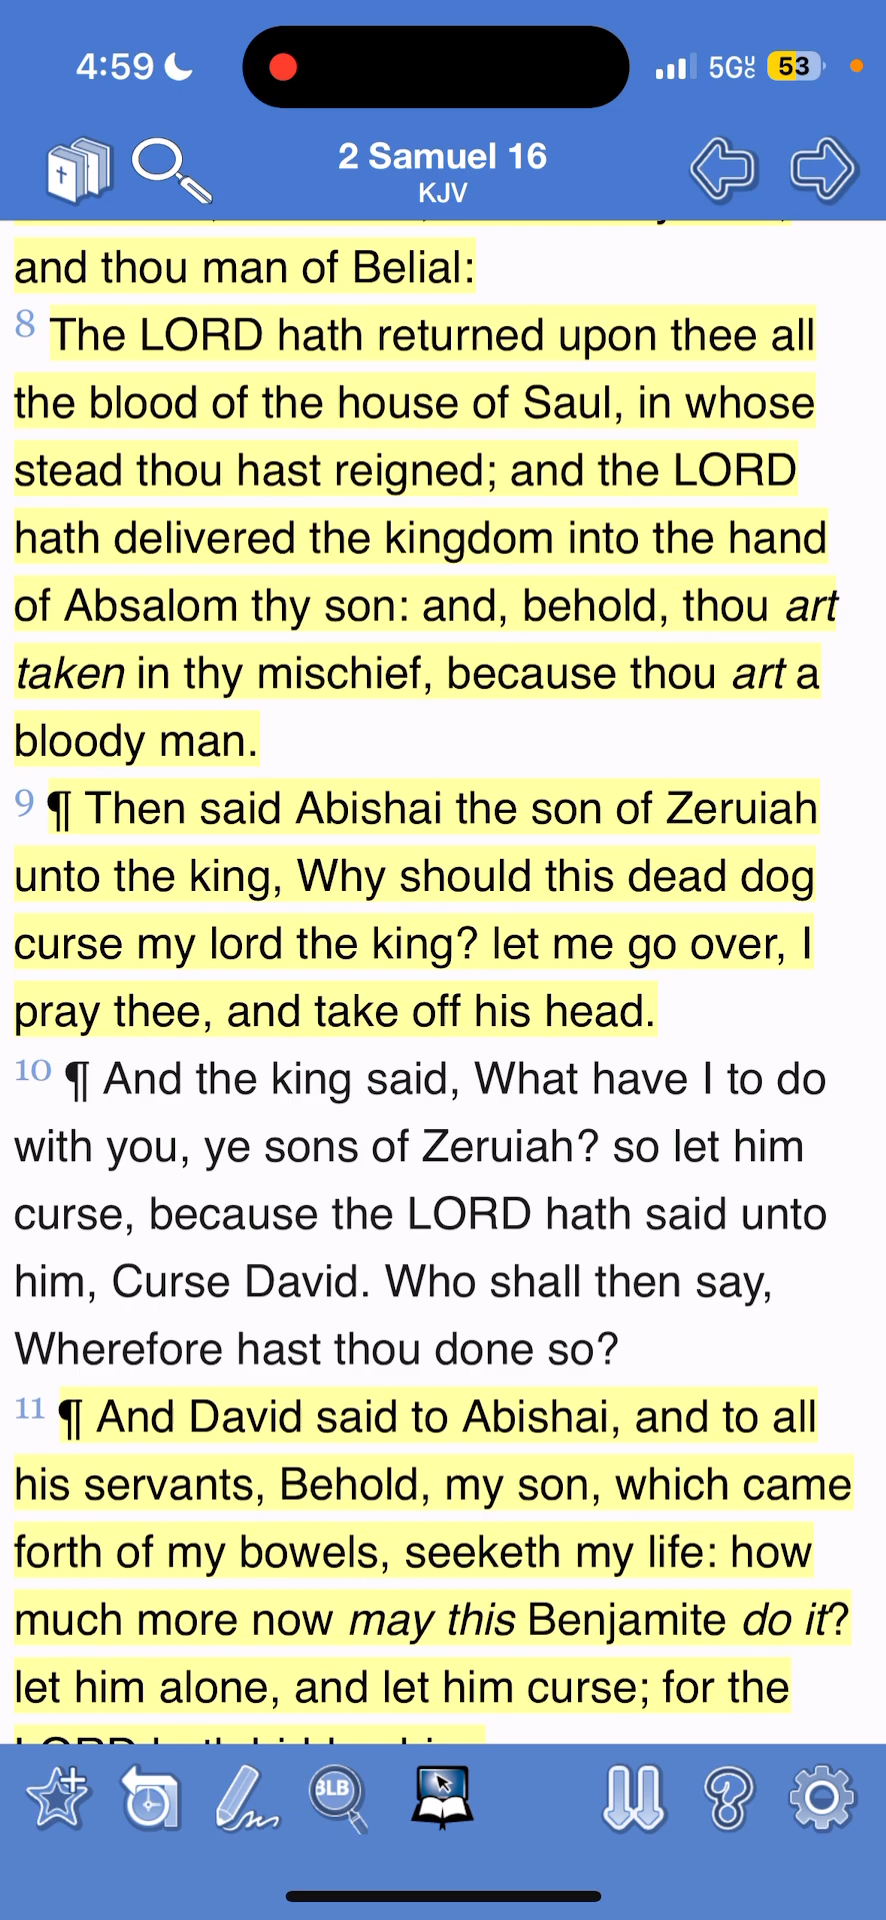 4:59
5G UC
53
2 Samuel 16
KJV
and thou man of Belial:
8 The LORD hath returned upon thee all
the blood of the house of Saul, in whose
stead thou hast reigned; and the LORD
hath delivered the kingdom into the hand
of Absalom thy son: and, behold, thou art
taken in thy mischief, because thou art a
bloody man.
9 ¶ Then said Abishai the son of Zeruiah
unto the king, Why should this dead dog
curse my lord the king? let me go over, I
pray thee, and take off his head.
10 ¶ And the king said, What have I to do
with you, ye sons of Zeruiah? so let him
curse, because the LORD hath said unto
him, Curse David. Who shall then say,
Wherefore hast thou done so?
11 ¶ And David said to Abishai, and to all
his servants, Behold, my son, which came
forth of my bowels, seeketh my life: how
much more now may this Benjamite do it?
let him alone, and let him curse; for the
BLB